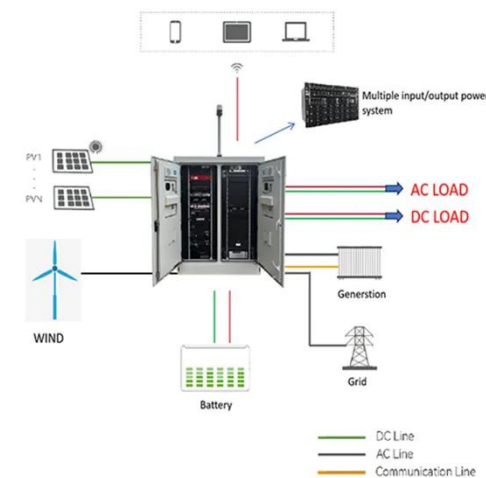 Multiple input/output power
system
PV1
PVN
AC LOAD
DC LOAD
WIND
Generstion
Grid
Battery
DC Line
AC Line
Communication Line